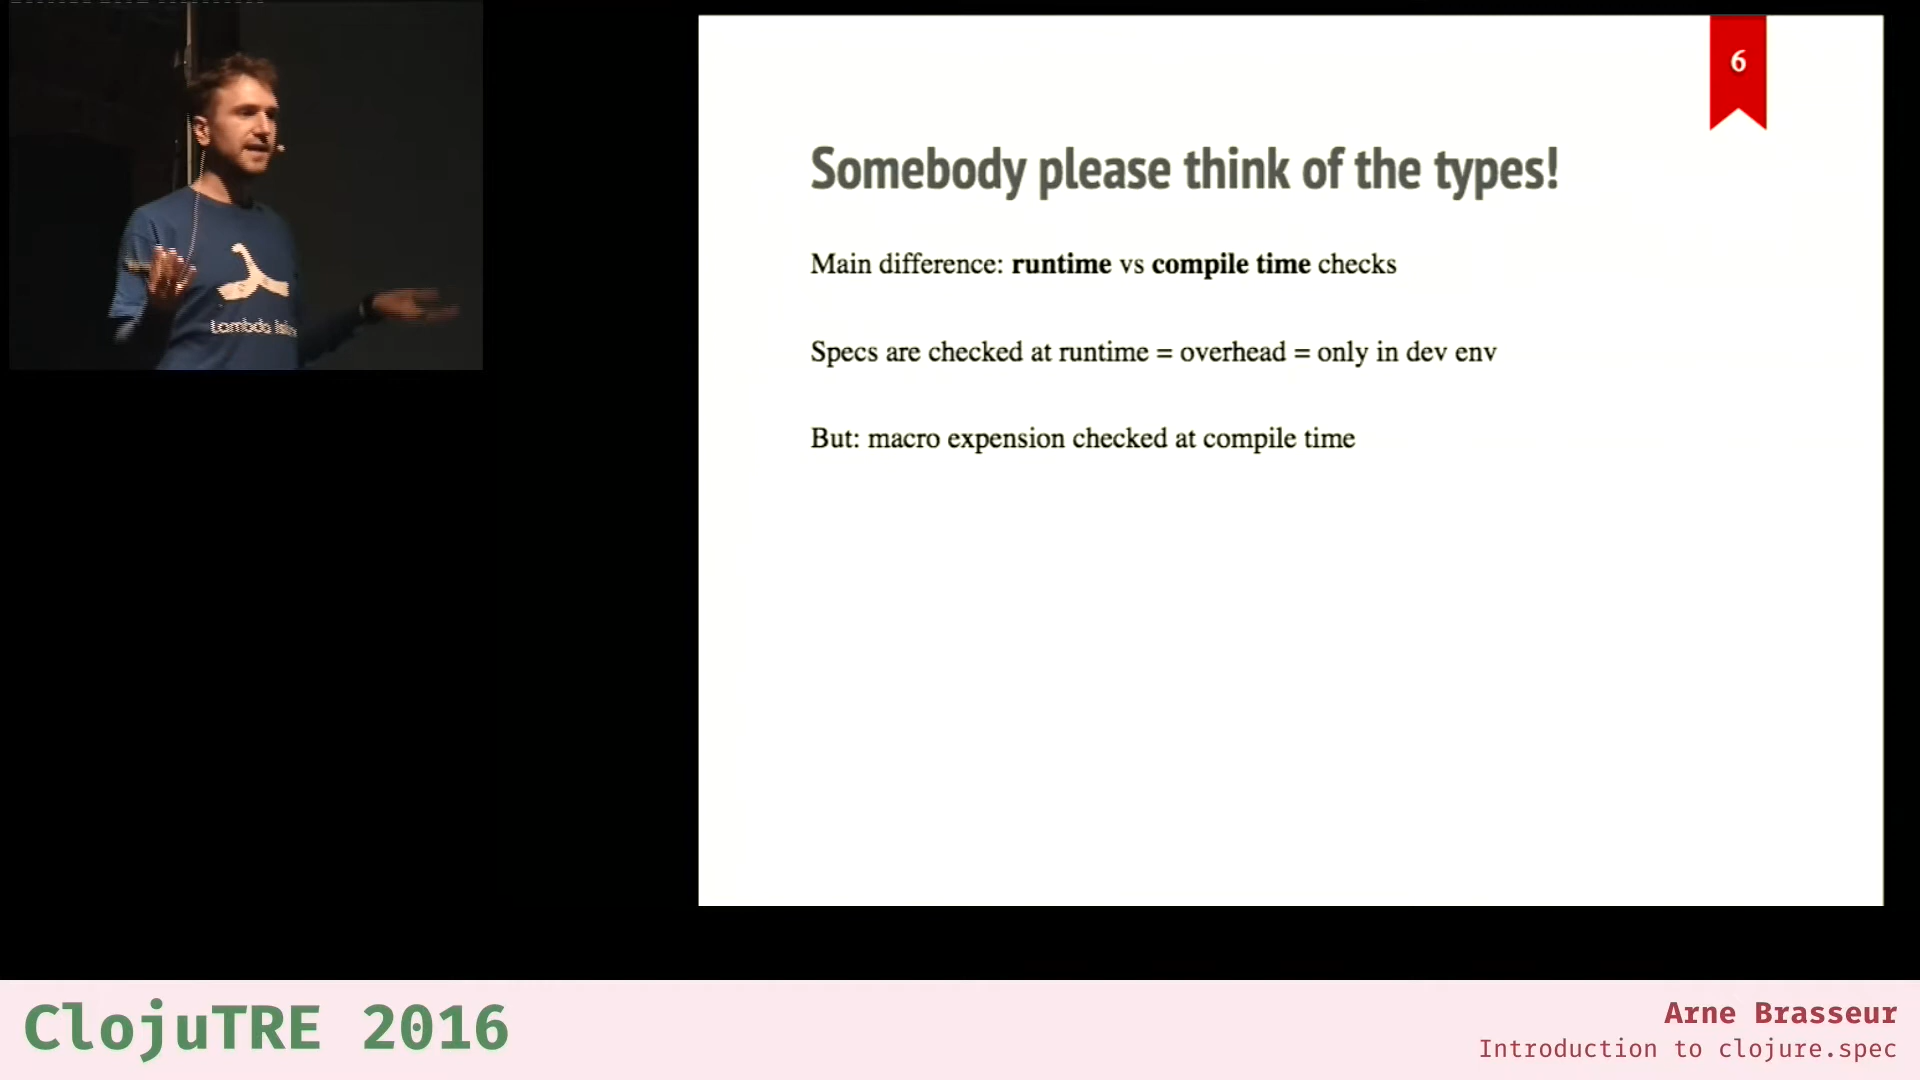 6
Somebody please think of the types!
Main difference: runtime vs compile time checks
Specs are checked at runtime = overhead = only in dev env
But: macro expension checked at compile time
Lambda
ClojuTRE 2016
Arne Brasseur
Introduction to clojure.spec